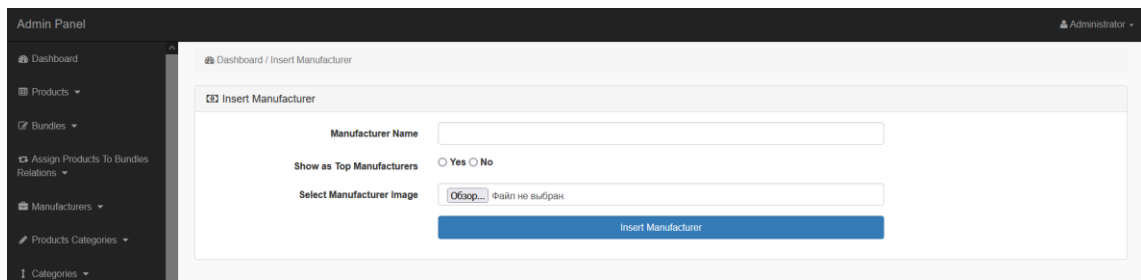 Admin Panel
Administrator
Dashboard
Products
Bundles
Assign Products To Bundles
Relations
Manufacturers
Products Categories
Categories
Dashboard / Insert Manufacturer
Insert Manufacturer
Manufacturer Name
Show as Top Manufacturers
Yes No
Select Manufacturer Image
Обзор... Файл не выбран.
Insert Manufacturer